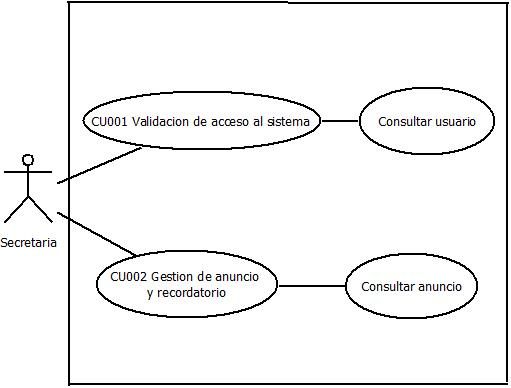 CU001 Validacion de acceso al sistema
Consultar usuario
Secretaria
CU002 Gestion de anuncio
y recordatorio
Consultar anuncio